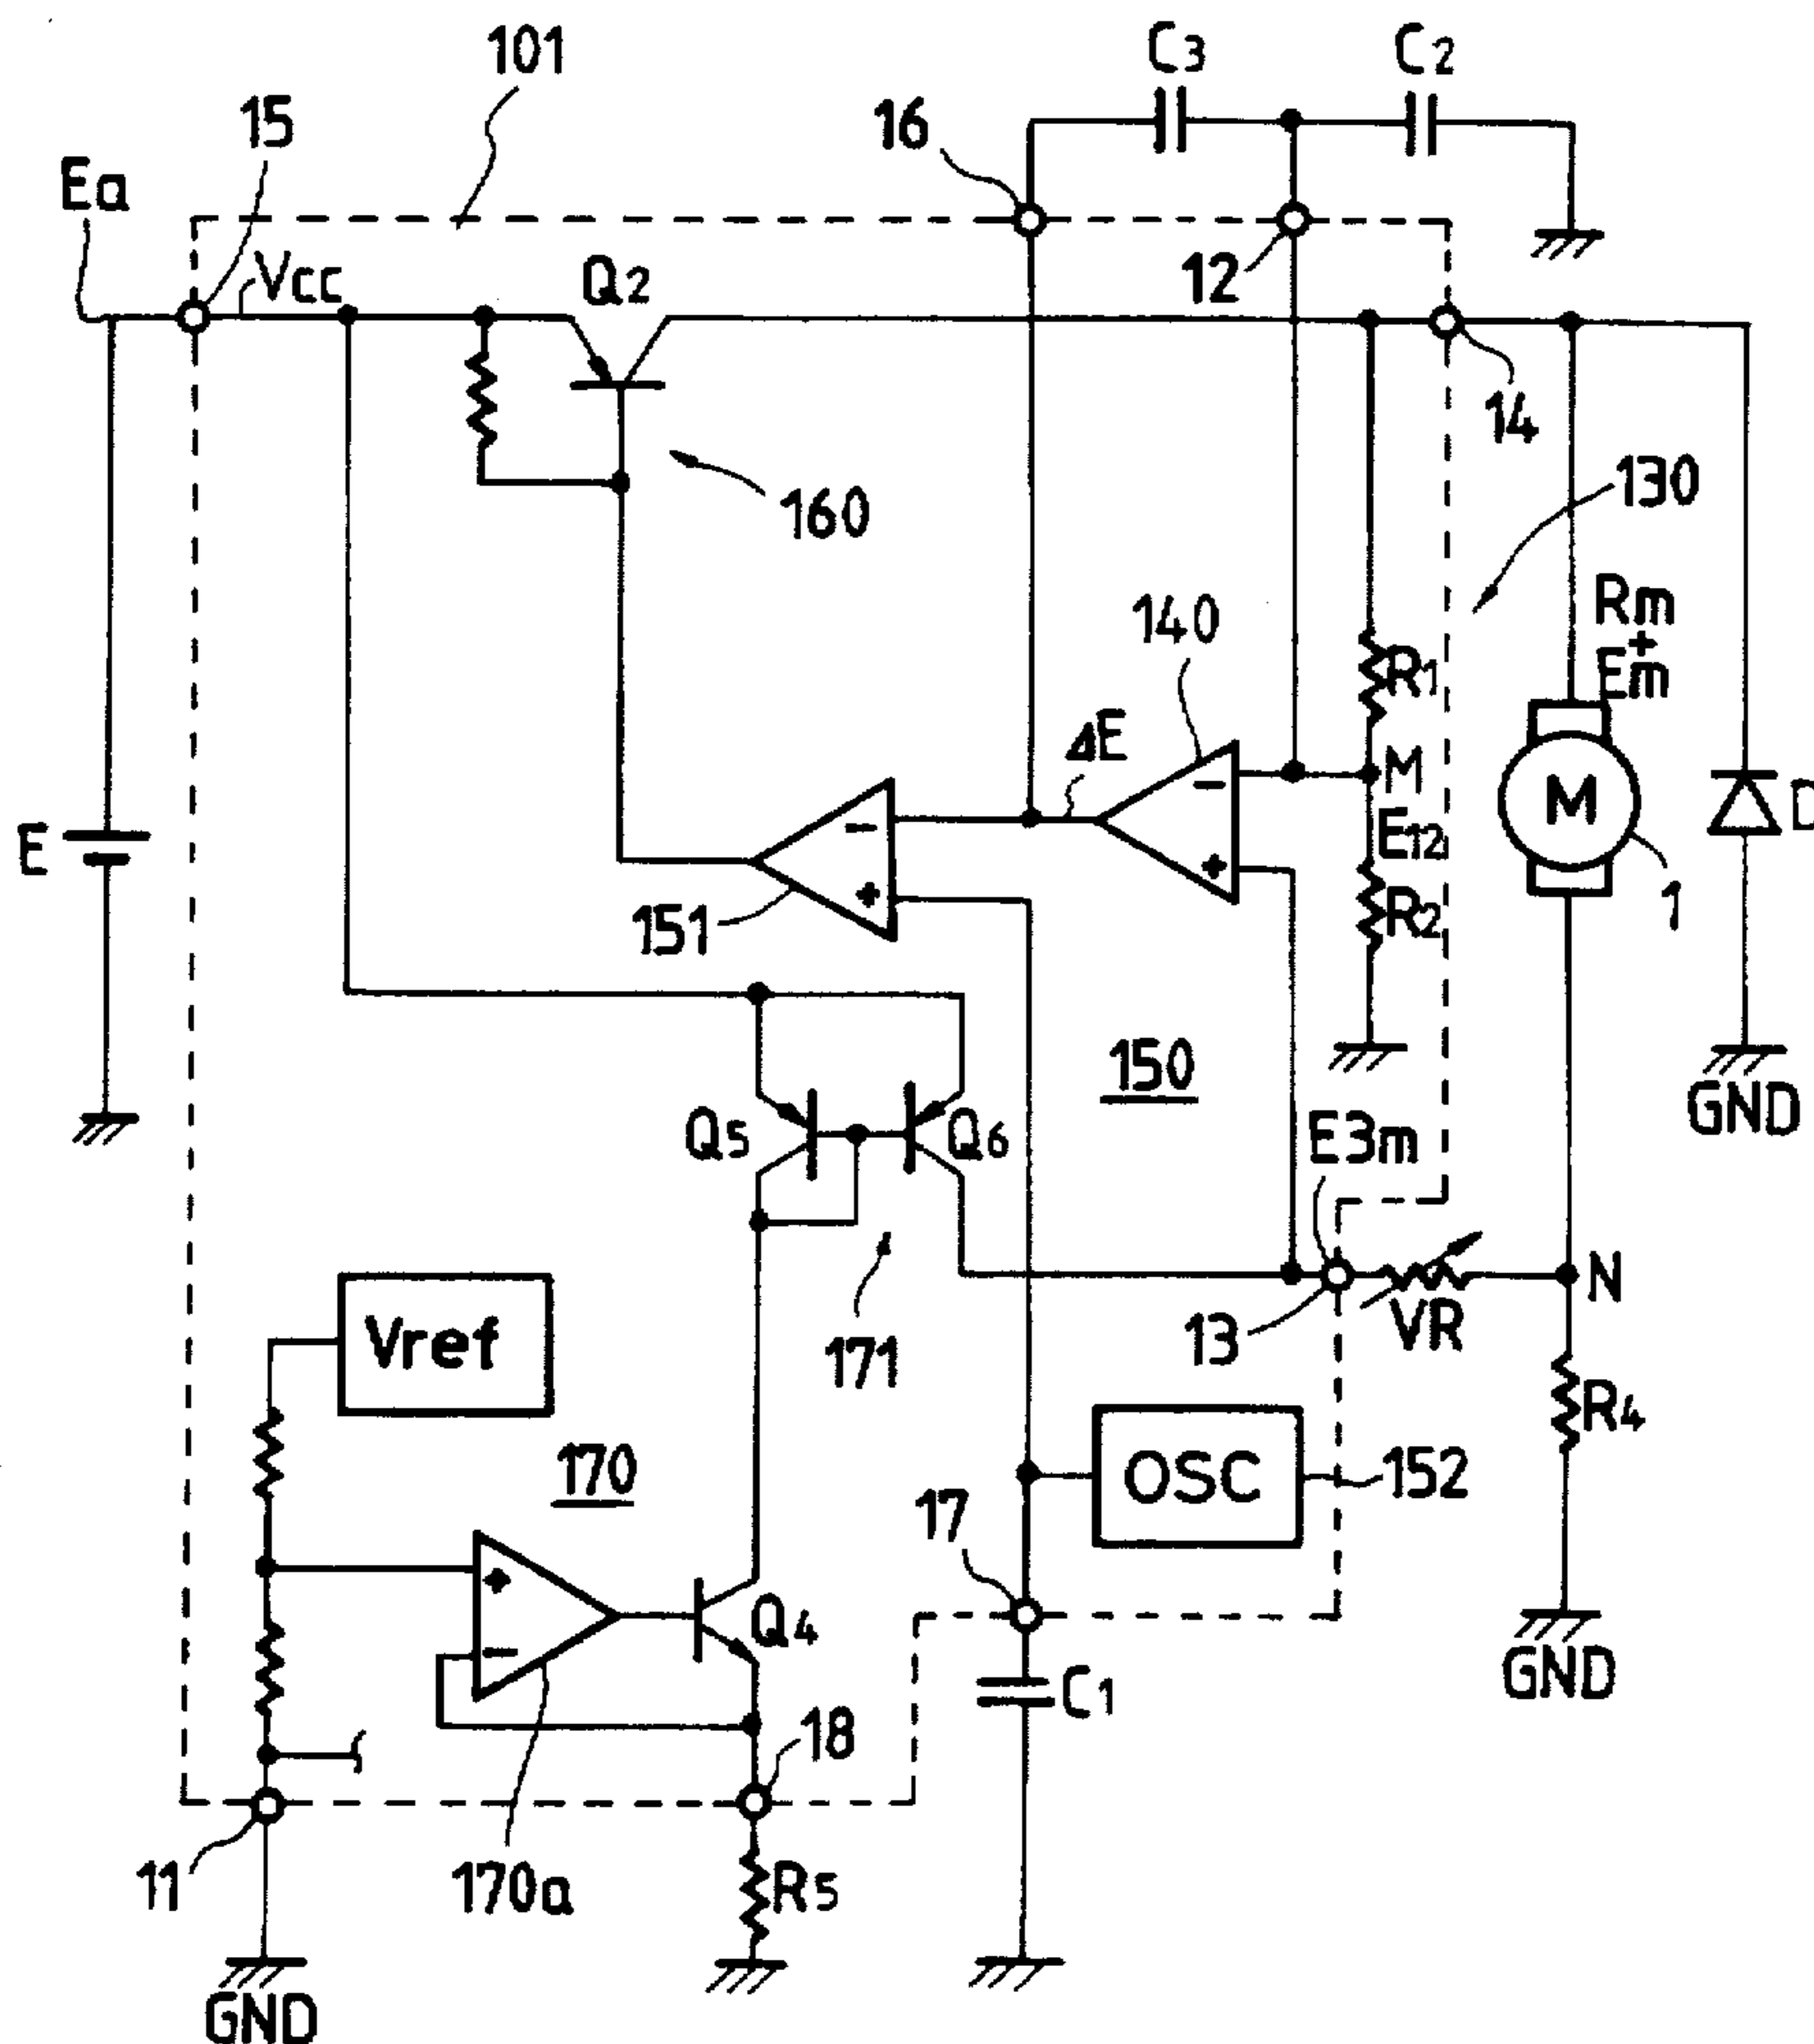 101
C3
C2
15
16
Ea
Vcc
Q2
12
14
160
130
140
Rm
+
Em
R1
ΔE
-
M
M
E
-
E12
+
D
151
+
R2
1
150
GND
Q5
Q6
E3m
N
Vref
171
13
VR
R4
170
OSC
152
17
+
Q4
-
GND
C1
18
11
170a
R5
GND